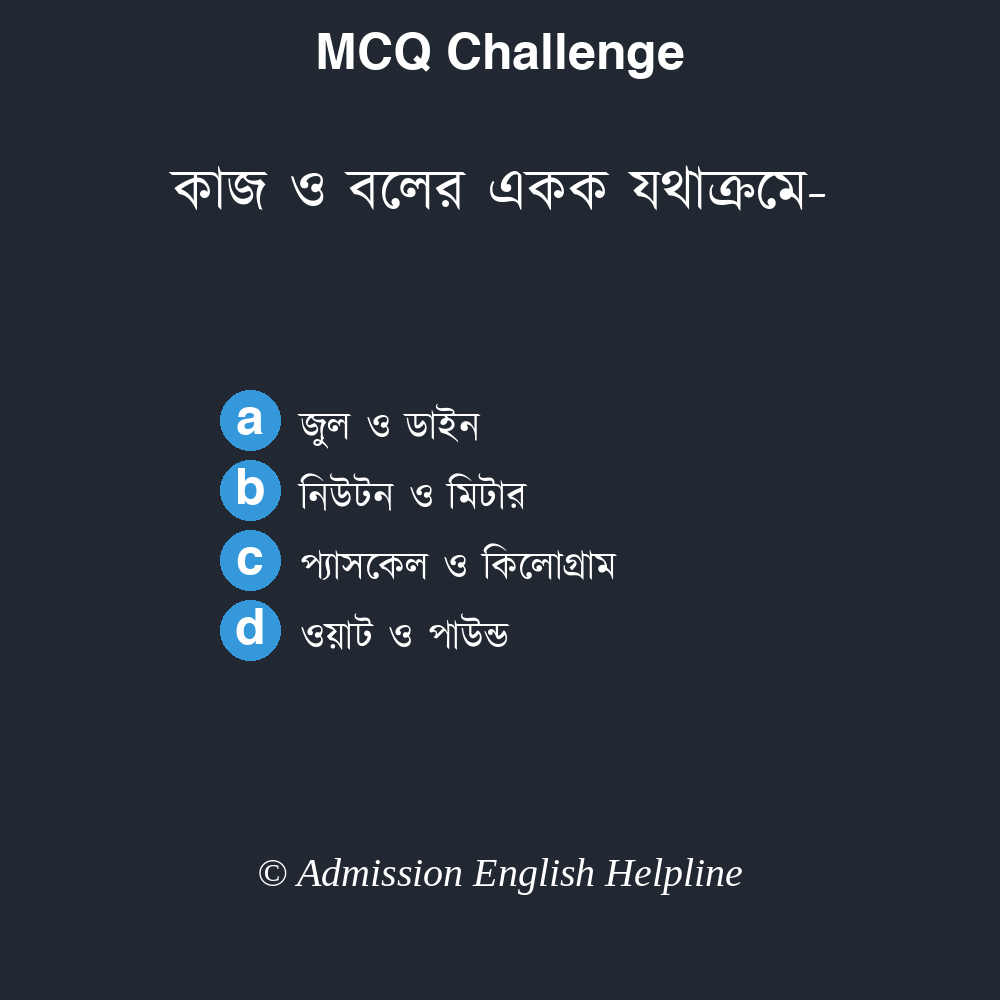 MCQ Challenge
কাজ ও বলের একক যথাক্রমে-
a জুল ও ডাইন
b নিউটন ও মিটার
c প্যাসকেল ও কিলোগ্রাম
d ওয়াট ও পাউন্ড
© Admission English Helpline